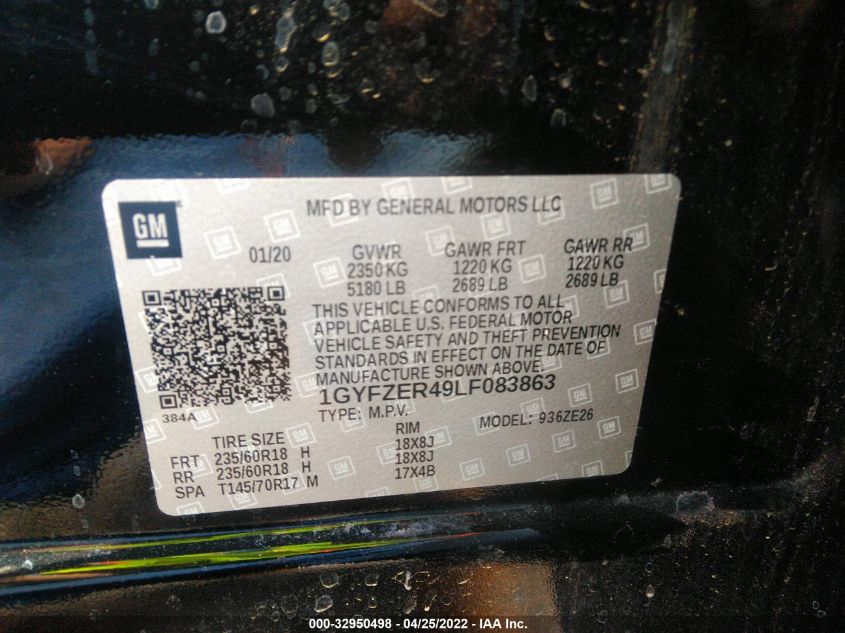 GM
MFD BY GENERAL MOTORS LLC
01/20 GVWR GAWR FRT GAWR RR
2350 KG 1220 KG 1220 KG
5180 LB 2689 LB 2689 LB
THIS VEHICLE CONFORMS TO ALL
APPLICABLE U.S. FEDERAL MOTOR
VEHICLE SAFETY AND THEFT PREVENTION
STANDARDS IN EFFECT ON THE DATE OF
MANUFACTURE SHOWN ABOVE.
1GYFZER49LF083863
384A
TYPE: M.P.V. MODEL: 936ZE26
TIRE SIZE RIM
FRT 235/60R18 H 18X8J
RR 235/60R18 H 18X8J
SPA T145/70R17 M 17X4B
000-32950498 - 04/25/2022 - IAA Inc.